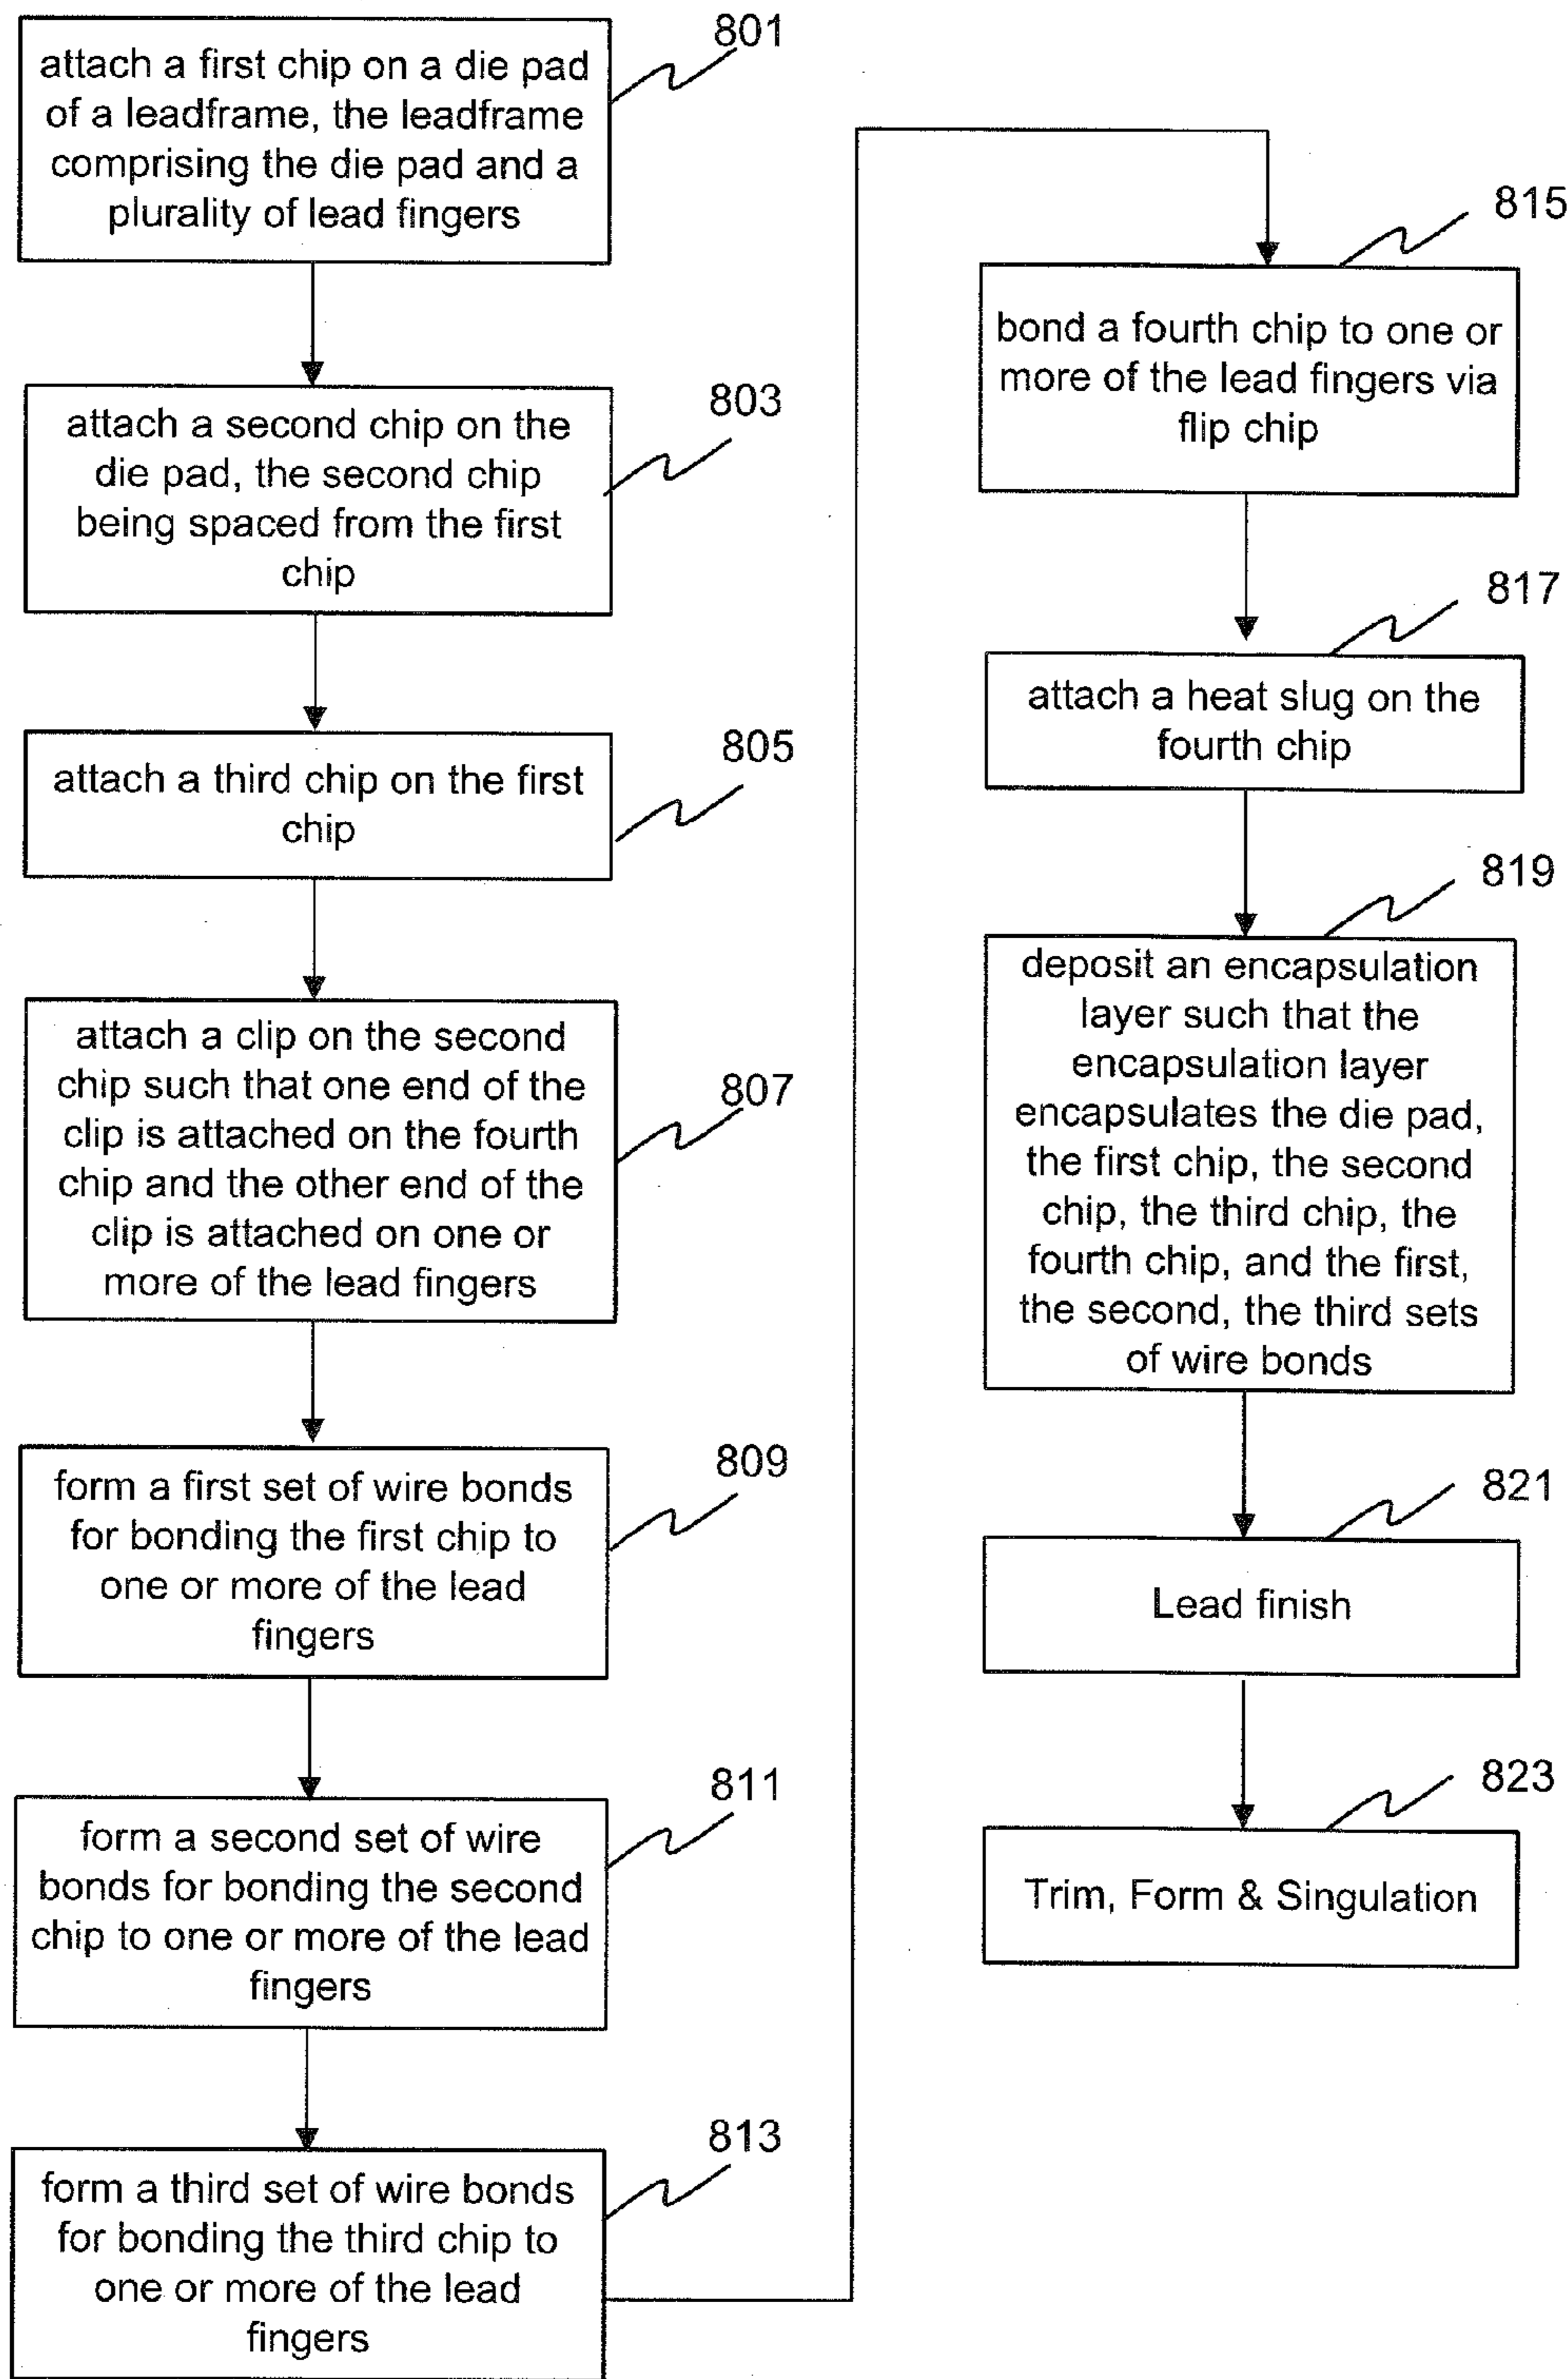 801
attach a first chip on a die pad
of a leadframe, the leadframe
comprising the die pad and a
plurality of lead fingers
803
attach a second chip on the
die pad, the second chip
being spaced from the first
chip
805
attach a third chip on the first
chip
807
attach a clip on the second
chip such that one end of the
clip is attached on the fourth
chip and the other end of the
clip is attached on one or
more of the lead fingers
809
form a first set of wire bonds
for bonding the first chip to
one or more of the lead
fingers
811
form a second set of wire
bonds for bonding the second
chip to one or more of the lead
fingers
813
form a third set of wire bonds
for bonding the third chip to
one or more of the lead
fingers
815
bond a fourth chip to one or
more of the lead fingers via
flip chip
817
attach a heat slug on the
fourth chip
819
deposit an encapsulation
layer such that the
encapsulation layer
encapsulates the die pad,
the first chip, the second
chip, the third chip, the
fourth chip, and the first,
the second, the third sets
of wire bonds
821
Lead finish
823
Trim, Form & Singulation